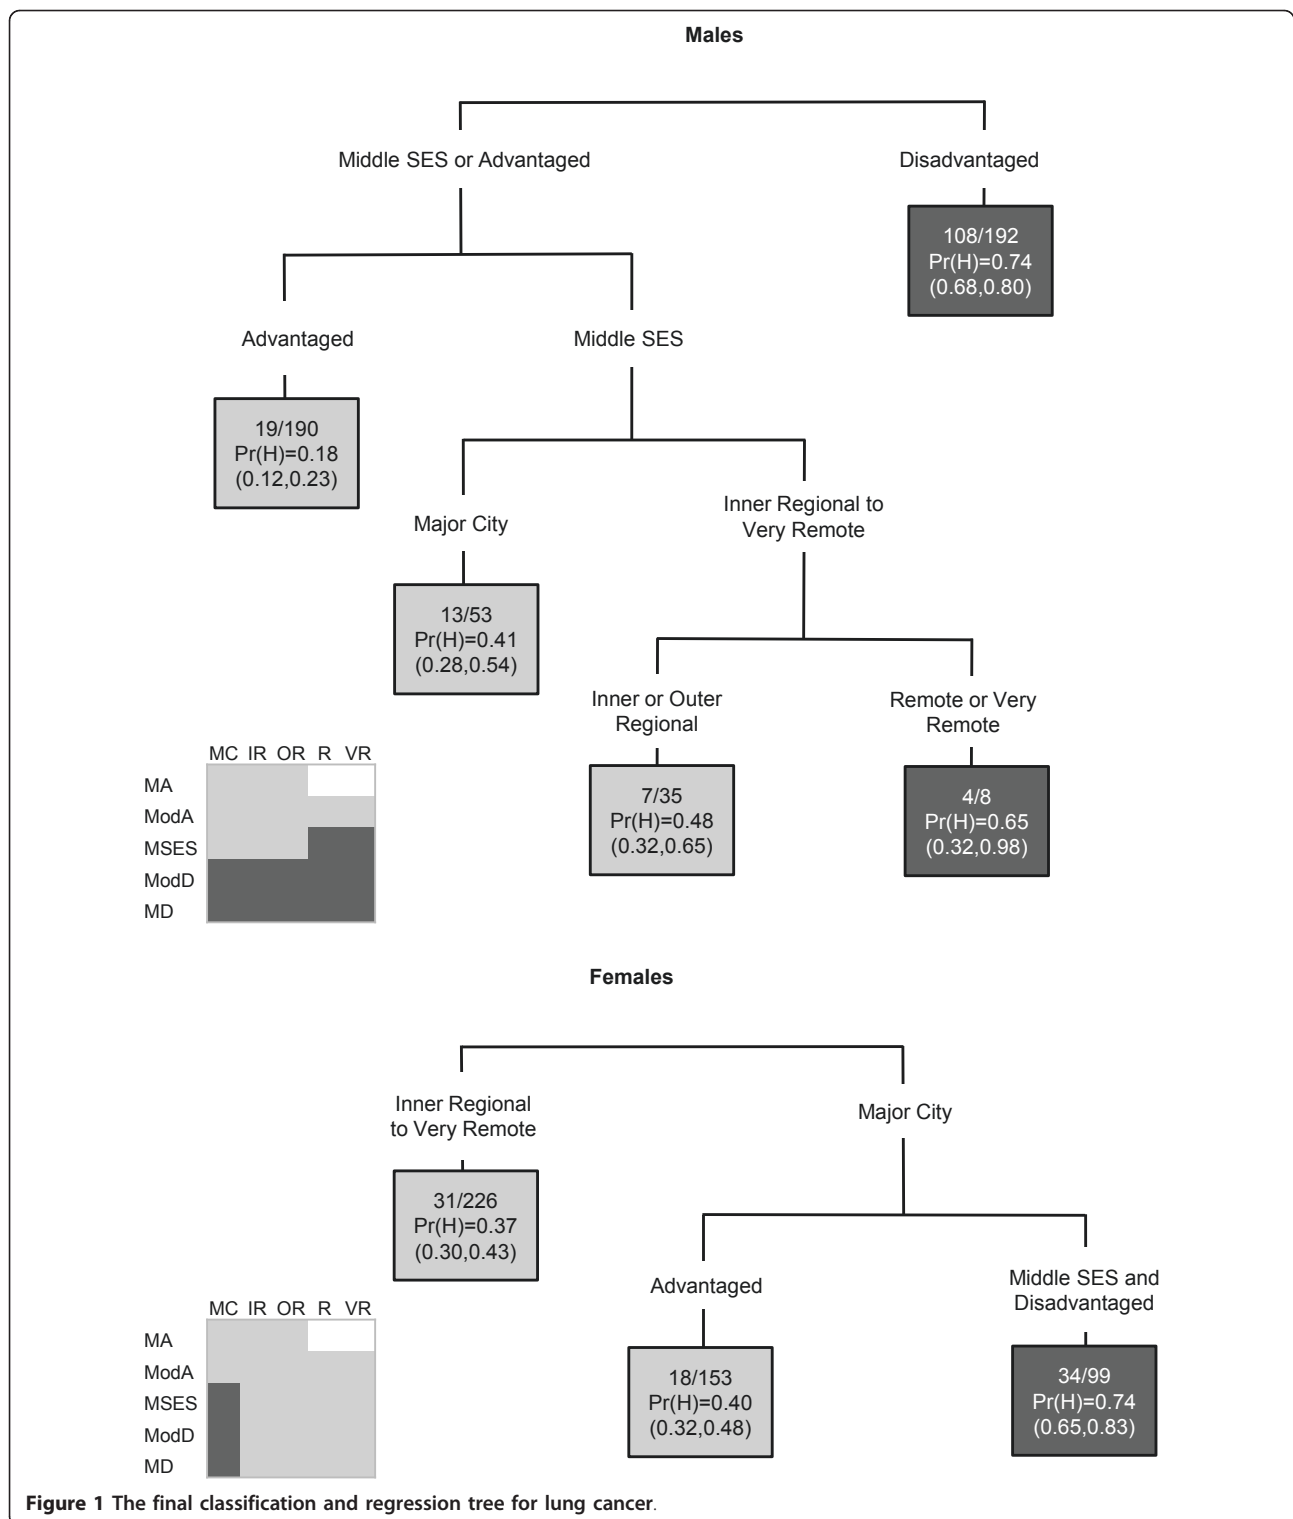 Males
Middle SES or Advantaged
Disadvantaged
108/192
Pr(H)=0.74
(0.68,0.80)
Advantaged
Middle SES
19/190
Pr(H)=0.18
(0.12,0.23)
Major City
Inner Regional to
Very Remote
13/53
Pr(H)=0.41
(0.28,0.54)
Inner or Outer
Regional
Remote or Very
Remote
7/35
Pr(H)=0.48
(0.32,0.65)
4/8
Pr(H)=0.65
(0.32,0.98)
MC IR OR R VR
MA
ModA
MSES
ModD
MD
Females
Inner Regional
to Very Remote
Major City
31/226
Pr(H)=0.37
(0.30,0.43)
Advantaged
Middle SES and
Disadvantaged
18/153
Pr(H)=0.40
(0.32,0.48)
34/99
Pr(H)=0.74
(0.65,0.83)
MC IR OR R VR
MA
ModA
MSES
ModD
MD
Figure 1 The final classification and regression tree for lung cancer.